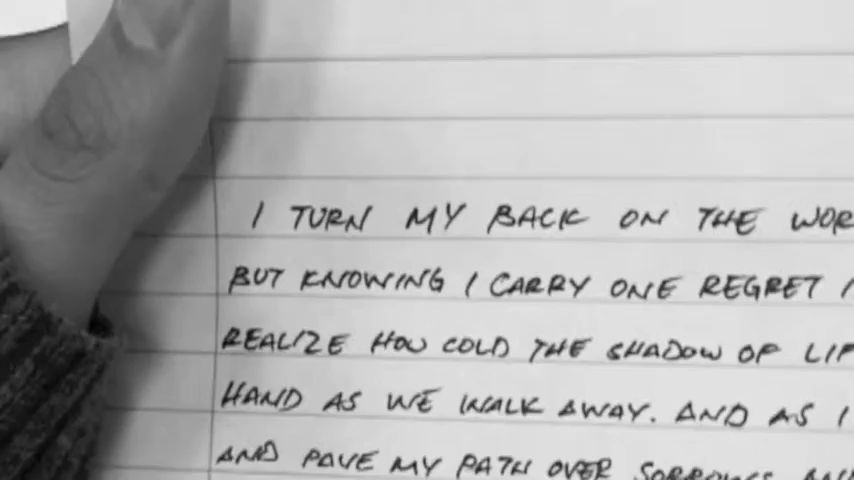 I TURN MY BACK ON THE
BUT KNOWING I CARRY ONE REGRET
REALIZE HOW COLD THE SHADOW OF
HAND AS WE WALK AWAY. AND AS I
AND PAVE MY PATH OVER SORROWS